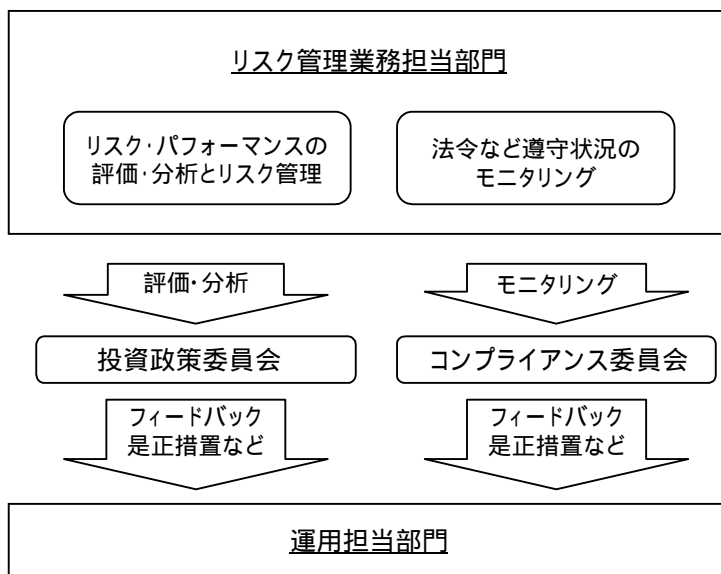 リスク管理業務担当部門
リスク・パフォーマンスの
評価・分析とリスク管理
法令など遵守状況の
モニタリング
評価・分析
モニタリング
投資政策委員会
コンプライアンス委員会
フィードバック
是正措置など
フィードバック
是正措置など
運用担当部門